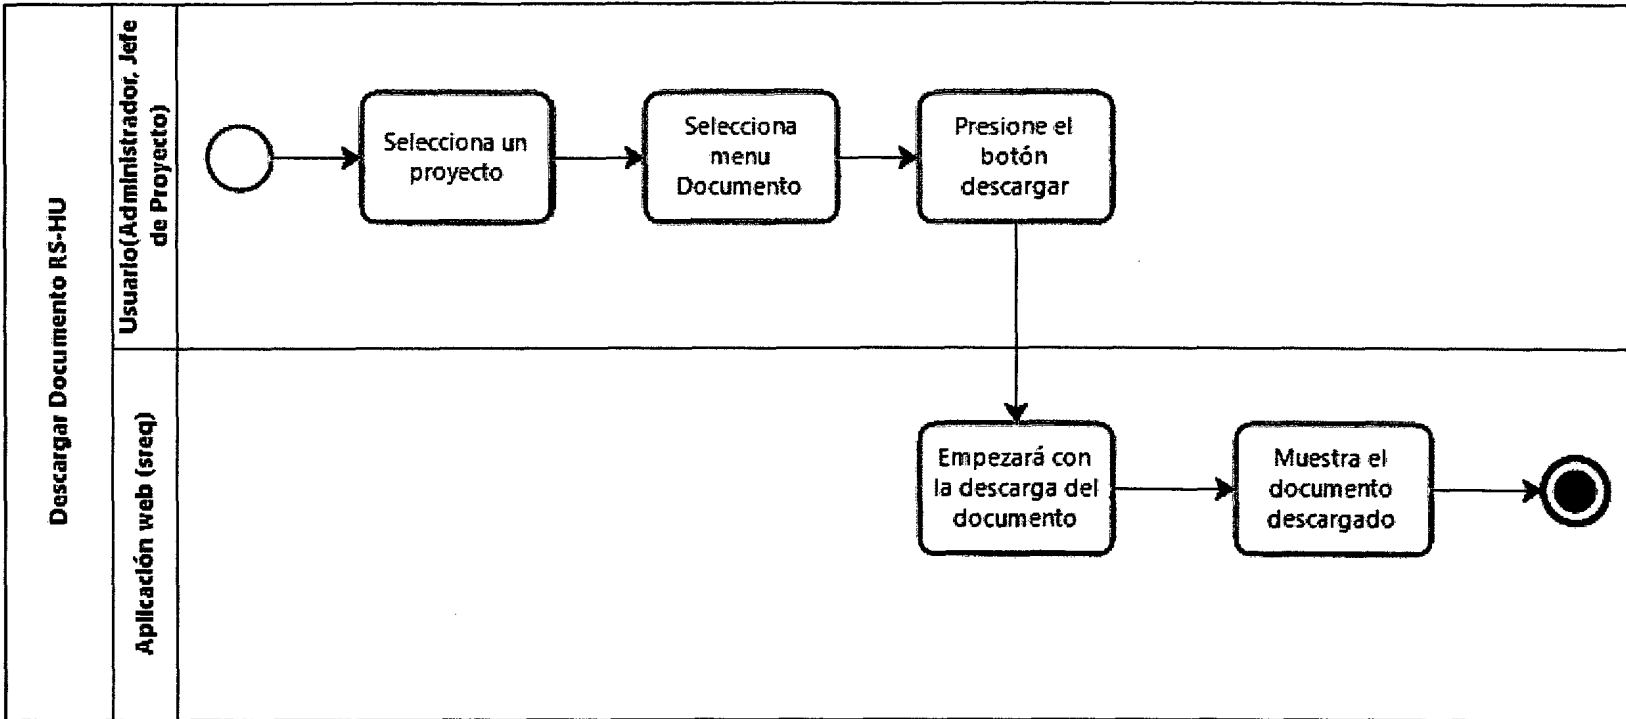 Descargar Documento RS-HU
Usuario(Administrador, Jefe
de Proyecto)
Selecciona un
proyecto
Selecciona
menu
Documento
Presione el
botón
descargar
Aplicación web (sreq)
Empezará con
la descarga del
documento
Muestra el
documento
descargado